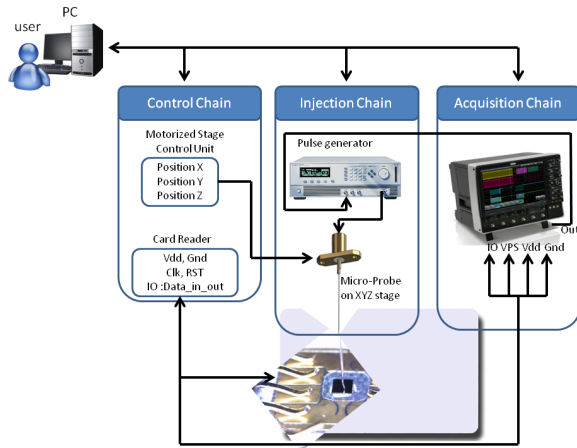 PC
user
Control Chain
Injection Chain
Acquisition Chain
Motorized Stage
Control Unit
Position X
Position Y
Position Z
Pulse generator
Card Reader
Vdd, Gnd
Clk, RST
IO :Data_in_out
Micro-Probe
on XYZ stage
Out
IO VPS Vdd Gnd